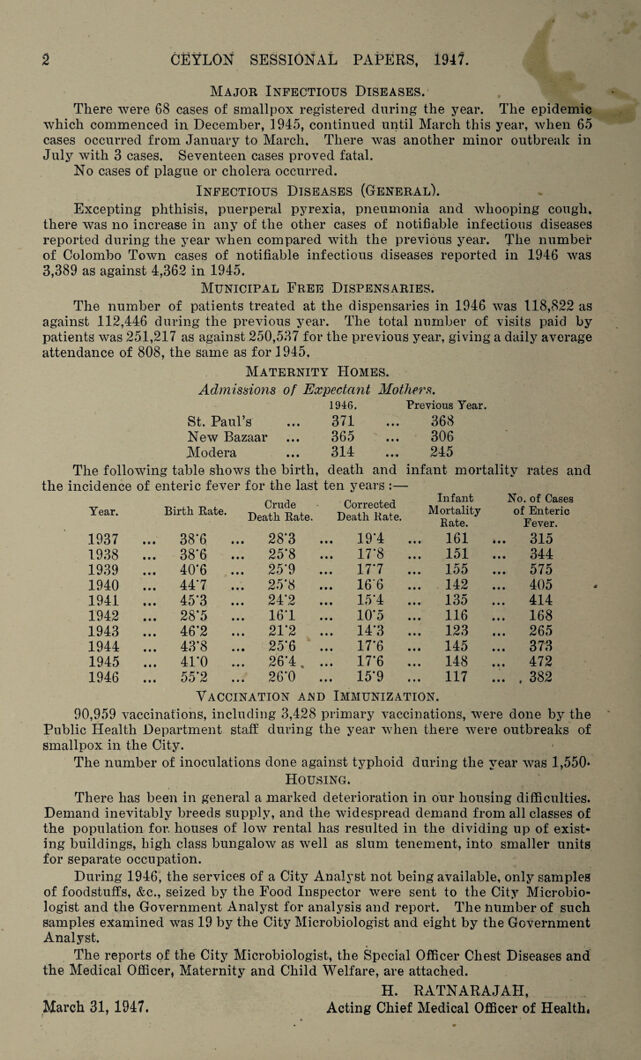 2 CEYLON SESSIONAL PAPERS, 1947.
MAJOR INFECTIOUS DISEASES.
There were 68 cases of smallpox registered during the year. The epidemic
which commenced in December, 1945, continued until March this year, when 65
cases occurred from January to March. There was another minor outbreak in
July with 3 cases. Seventeen cases proved fatal.
No cases of plague or cholera occurred.
INFECTIOUS DISEASES (GENERAL).
Excepting phthisis, puerperal pyrexia, pneumonia and whooping cough,
there was no increase in any of the other cases of notifiable infectious diseases
reported during the year when compared with the previous year. The number
of Colombo Town cases of notifiable infectious diseases reported in 1946 was
3,389 as against 4,362 in 1945.
MUNICIPAL FREE DISPENSARIES.
The number of patients treated at the dispensaries in 1946 was 118,822 as
against 112,446 during the previous year. The total number of visits paid by
patients was 251,217 as against 250,537 for the previous year, giving a daily average
attendance of 808, the same as for 1945.
MATERNITY HOMES.
Admissions of Expectant Mothers.
1946. Previous Year.
St. Paul's ... 371 ... 368
New Bazaar ... 365 ... 306
Modera ... 314 ... 245
The following table shows the birth, death and infant mortality rates and
the incidence of enteric fever for the last ten years :—
Year. Birth Rate. Crude Death Rate. Corrected Death Rate. Infant Mortality Rate. No. of Cases of Enteric Fever.
1937 ... 38·6 ... 28·3 ... 19·4 ... 161 ... 315
1938 ... 38·6 ... 25·8 ... 17·8 ... 151 ... 344
1939 ... 40·6 ... 25·9 ... 17·7 ... 155 ... 575
1940 ... 44·7 ... 25·8 ... 16·6 ... 142 ... 405
1941 ... 45·3 ... 24·2 ... 15·4 ... 135 ... 414
1942 ... 28·5 ... 16·1 ... 10·5 ... 116 ... 168
1943 ... 46·2 ... 21·2 ... 14·3 ... 123 ... 265
1944 ... 43·8 ... 25·6 ... 17·6 ... 145 ... 373
1945 ... 41·0 ... 26·4 ... 17·6 ... 148 ... 472
1946 ... 55·2 ... 26·0 ... 15·9 ... 117 ... 382
VACCINATION AND IMMUNIZATION.
90,959 vaccinations, including 3,428 primary vaccinations, were done by the
Public Health Department staff during the year when there were outbreaks of
smallpox in the City.
The number of inoculations done against typhoid during the year was 1,550.
HOUSING.
There has been in general a marked deterioration in our housing difficulties.
Demand inevitably breeds supply, and the widespread demand from all classes of
the population for houses of low rental has resulted in the dividing up of exist-
ing buildings, high class bungalow as well as slum tenement, into smaller units
for separate occupation.
During 1946, the services of a City Analyst not being available, only samples
of foodstuffs, &c., seized by the Food Inspector were sent to the City Microbio-
logist and the Government Analyst for analysis and report. The number of such
samples examined was 19 by the City Microbiologist and eight by the Government
Analyst.
The reports of the City Microbiologist, the Special Officer Chest Diseases and
the Medical Officer, Maternity and Child Welfare, are attached.
H. RATNARAJAH,
March 31, 1947. Acting Chief Medical Officer of Health.